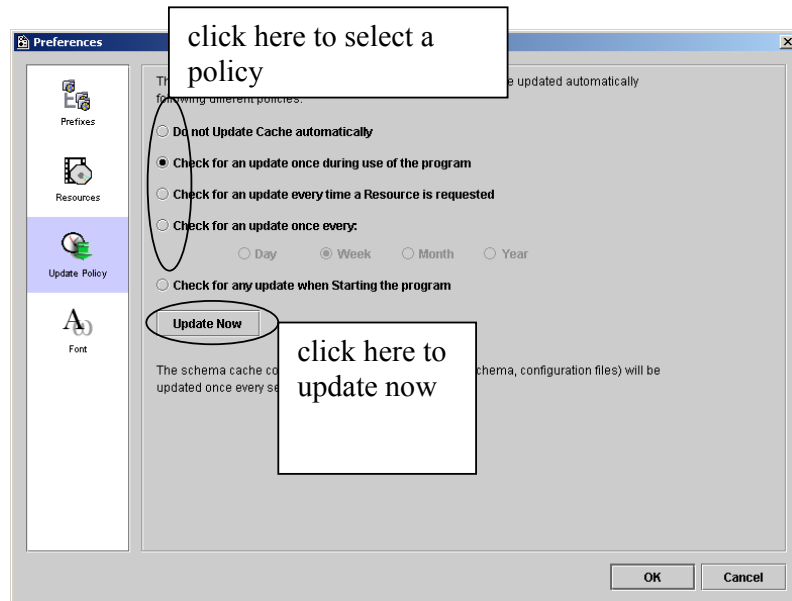 Preferences
click here to select a
policy
Prefixes
Resources
Update Policy
Font
e updated automatically
following different policies.
Do not Update Cache automatically
Check for an update once during use of the program
Check for an update every time a Resource is requested
Check for an update once every:
Day Week Month Year
Check for any update when Starting the program
Update Now
click here to
update now
The schema cache co chema, configuration files) will be
updated once every se
OK Cancel